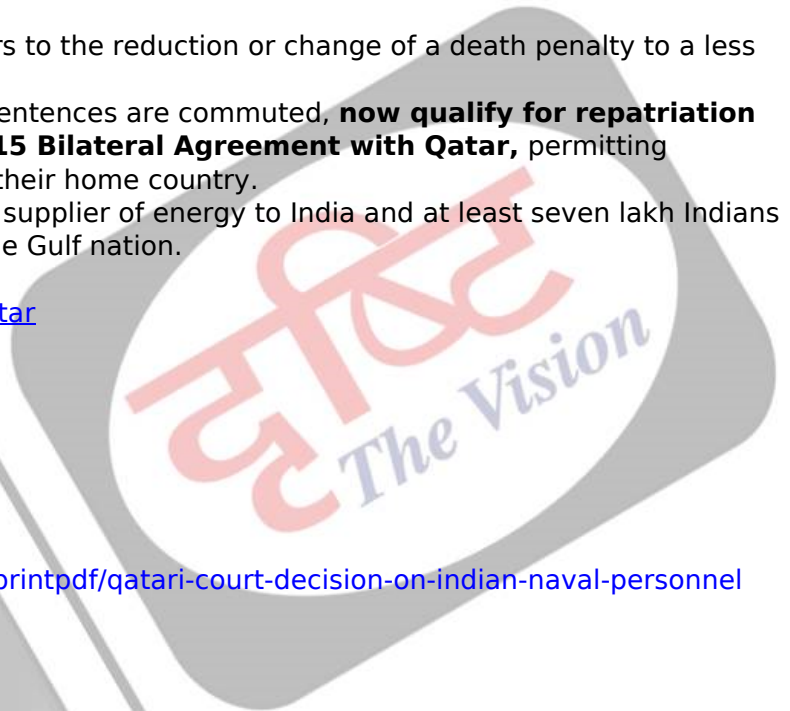 rs to the reduction or change of a death penalty to a less
entences are commuted, now qualify for repatriation
15 Bilateral Agreement with Qatar, permitting
their home country.
supplier of energy to India and at least seven lakh Indians
e Gulf nation.
tar
दृष्टि
The Vision
printpdf/qatari-court-decision-on-indian-naval-personnel